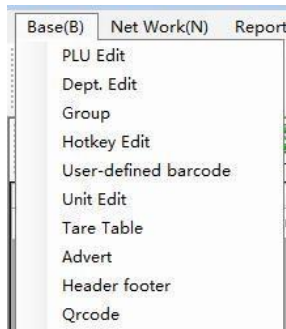 Base(B) Net Work(N) Report
PLU Edit
Dept. Edit
Group
Hotkey Edit
User-defined barcode
Unit Edit
Tare Table
Advert
Header footer
Qrcode